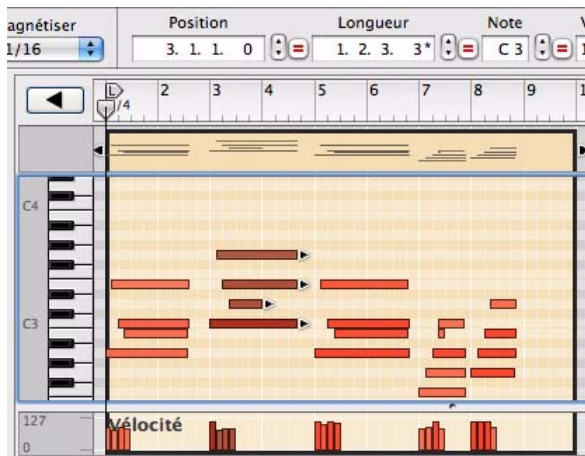 agnétiser Position Longueur Note
1/16 3. 1. 1. 0 1. 2. 3. 3* C 3
L 2 3 4 5 6 7 8 9
/4
C4
C3
127 Vélocité
0